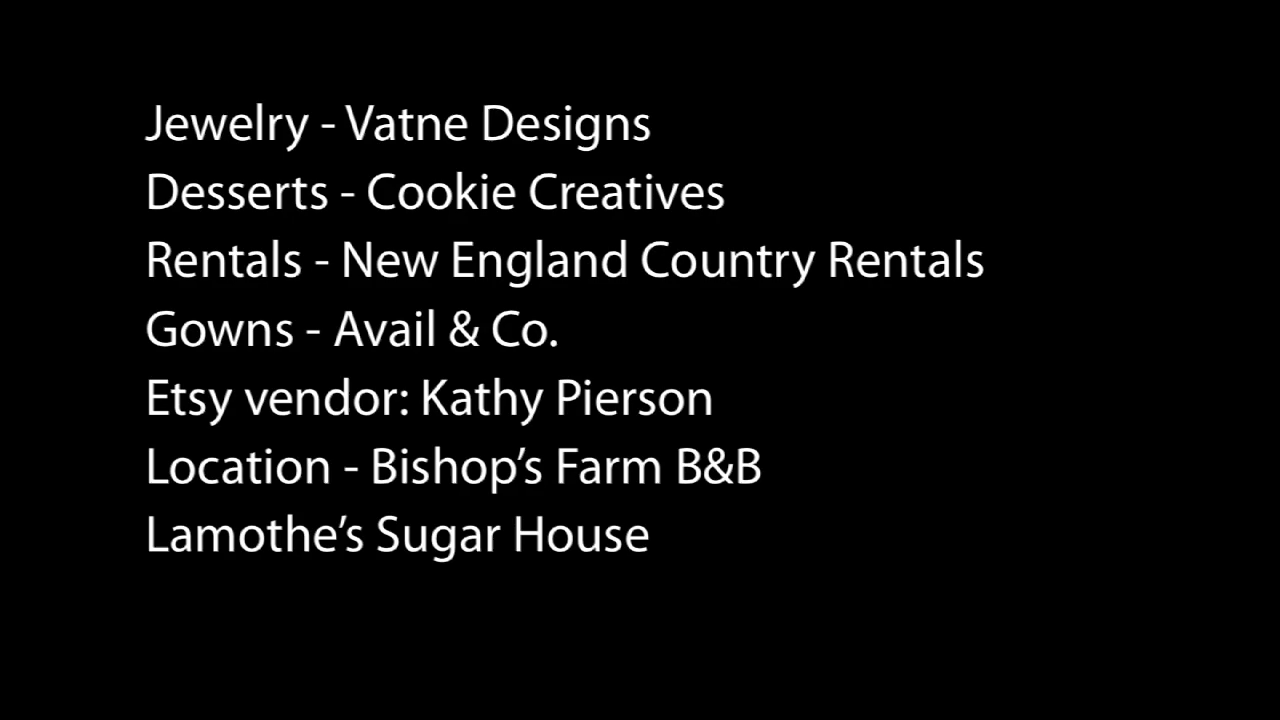 Jewelry - Vatne Designs
Desserts - Cookie Creatives
Rentals - New England Country Rentals
Gowns - Avail & Co.
Etsy vendor: Kathy Pierson
Location - Bishop’s Farm B&B
Lamothe’s Sugar House